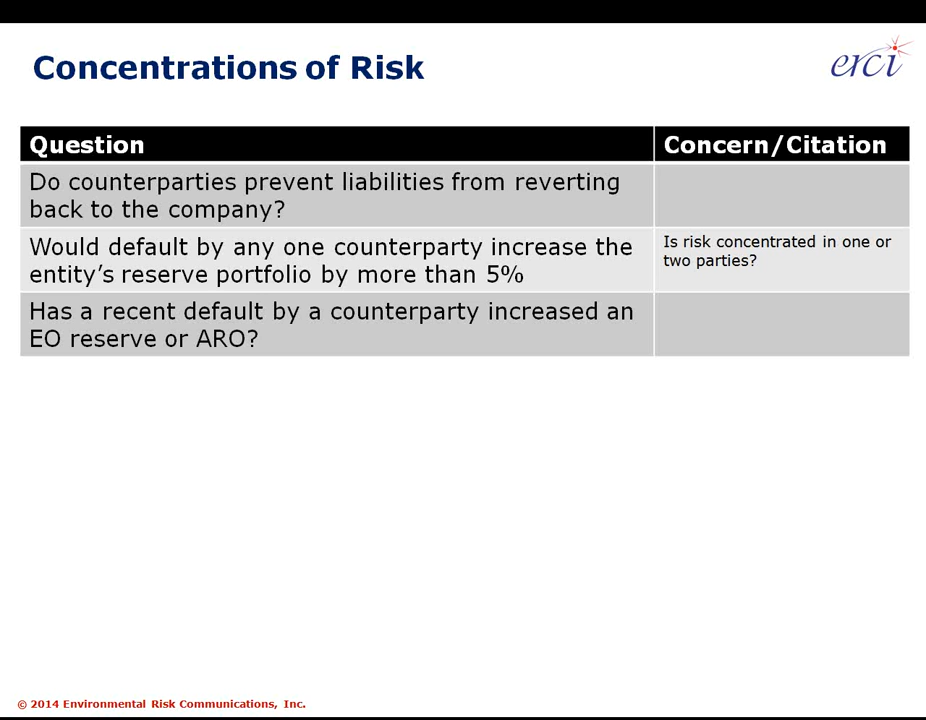 Concentrations of Risk
erci
Question
Concern/Citation
Do counterparties prevent liabilities from reverting
back to the company?
Would default by any one counterparty increase the
entity’s reserve portfolio by more than 5%
Is risk concentrated in one or
two parties?
Has a recent default by a counterparty increased an
EO reserve or ARO?
© 2014 Environmental Risk Communications, Inc.